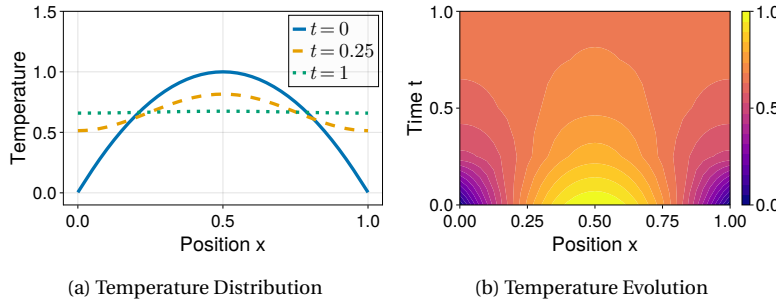 1.5
1.0
0.5
0.0
Temperature
t = 0
t = 0.25
t = 1
0.0
0.5
1.0
Position x
(a) Temperature Distribution
1.0
0.5
0.0
Time t
0.00
0.25
0.50
0.75
1.00
Position x
1.0
0.5
0.0
(b) Temperature Evolution